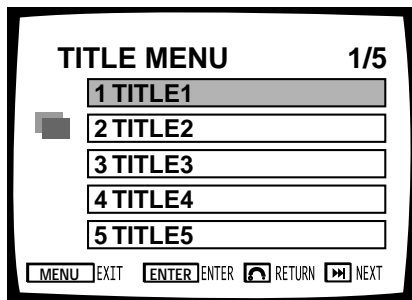 TITLE MENU 1/5
1 TITLE1
2 TITLE2
3 TITLE3
4 TITLE4
5 TITLE5
MENU EXIT ENTER ENTER RETURN NEXT